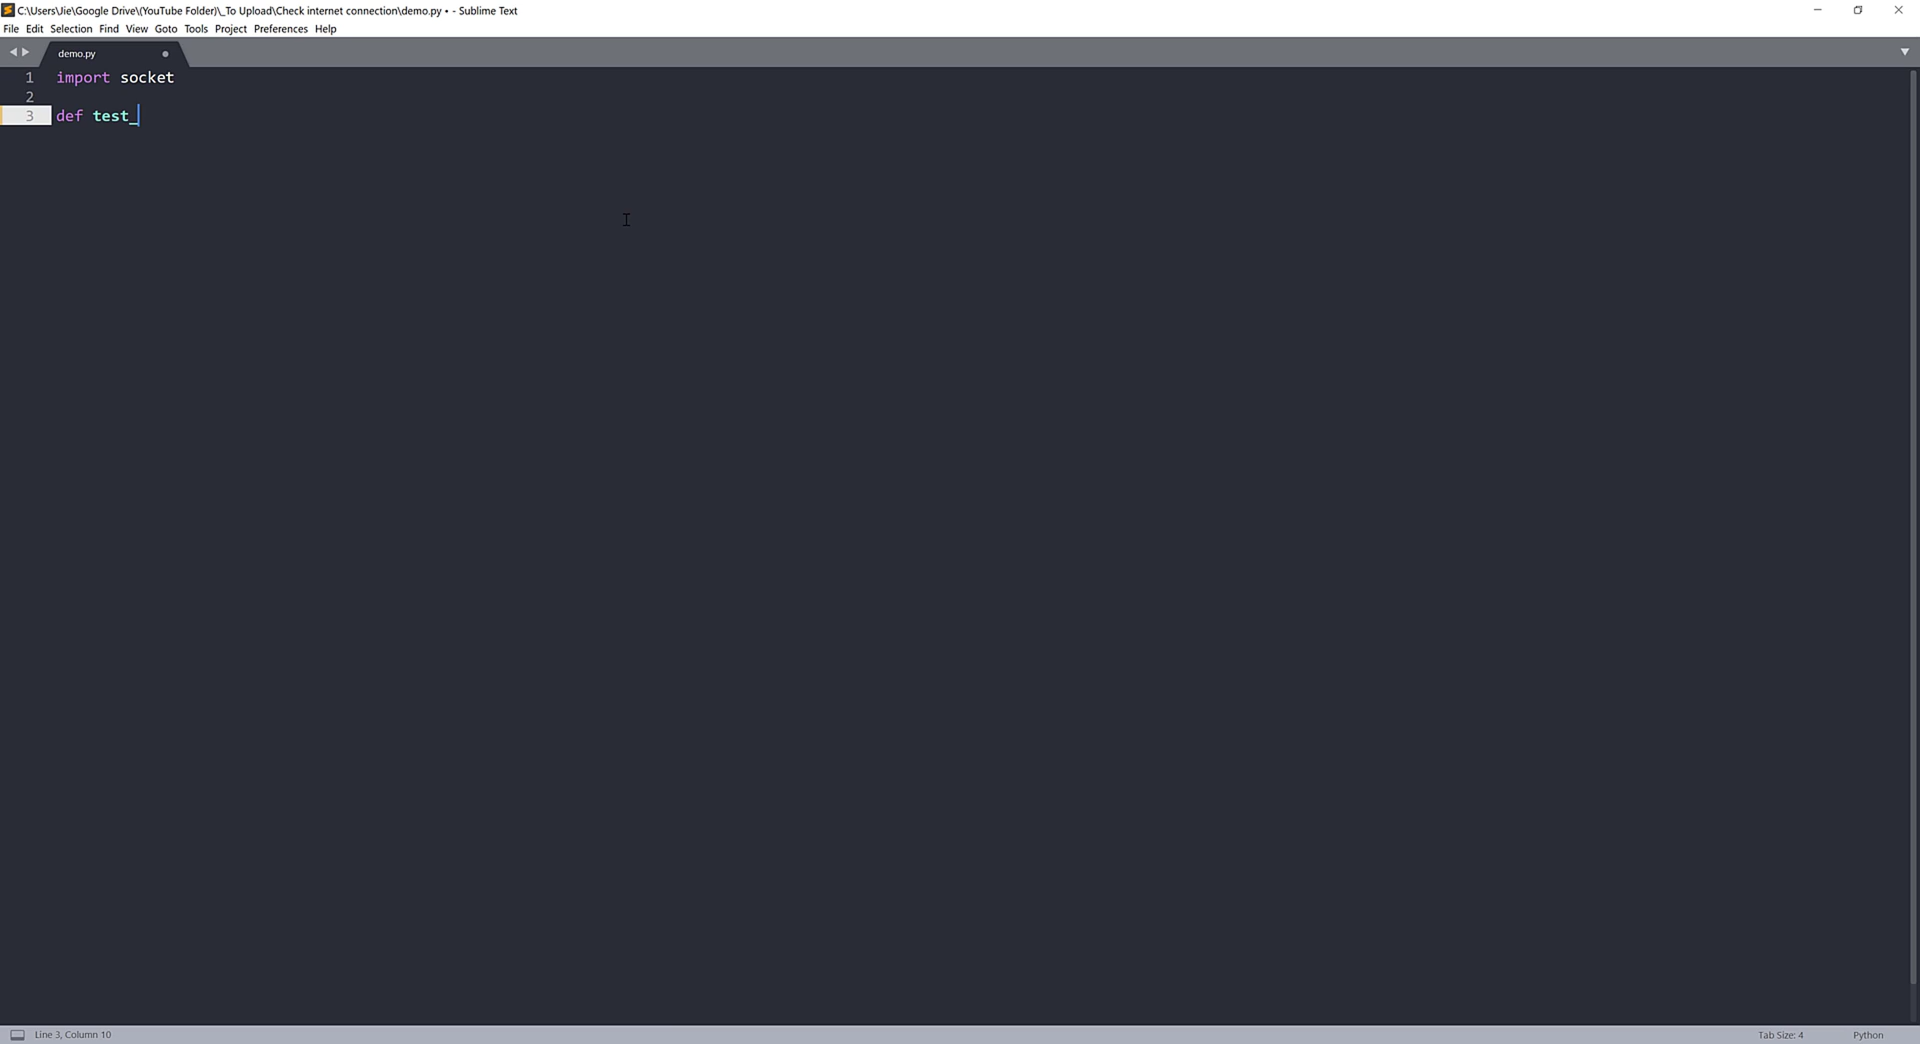 C:\Users\Jie\Google Drive\(YouTube Folder)\_To Upload\Check internet connection\demo.py • - Sublime Text
File Edit Selection Find View Goto Tools Project Preferences Help
demo.py
1 import socket
2
3 def test_
Line 3, Column 10 Tab Size: 4 Python